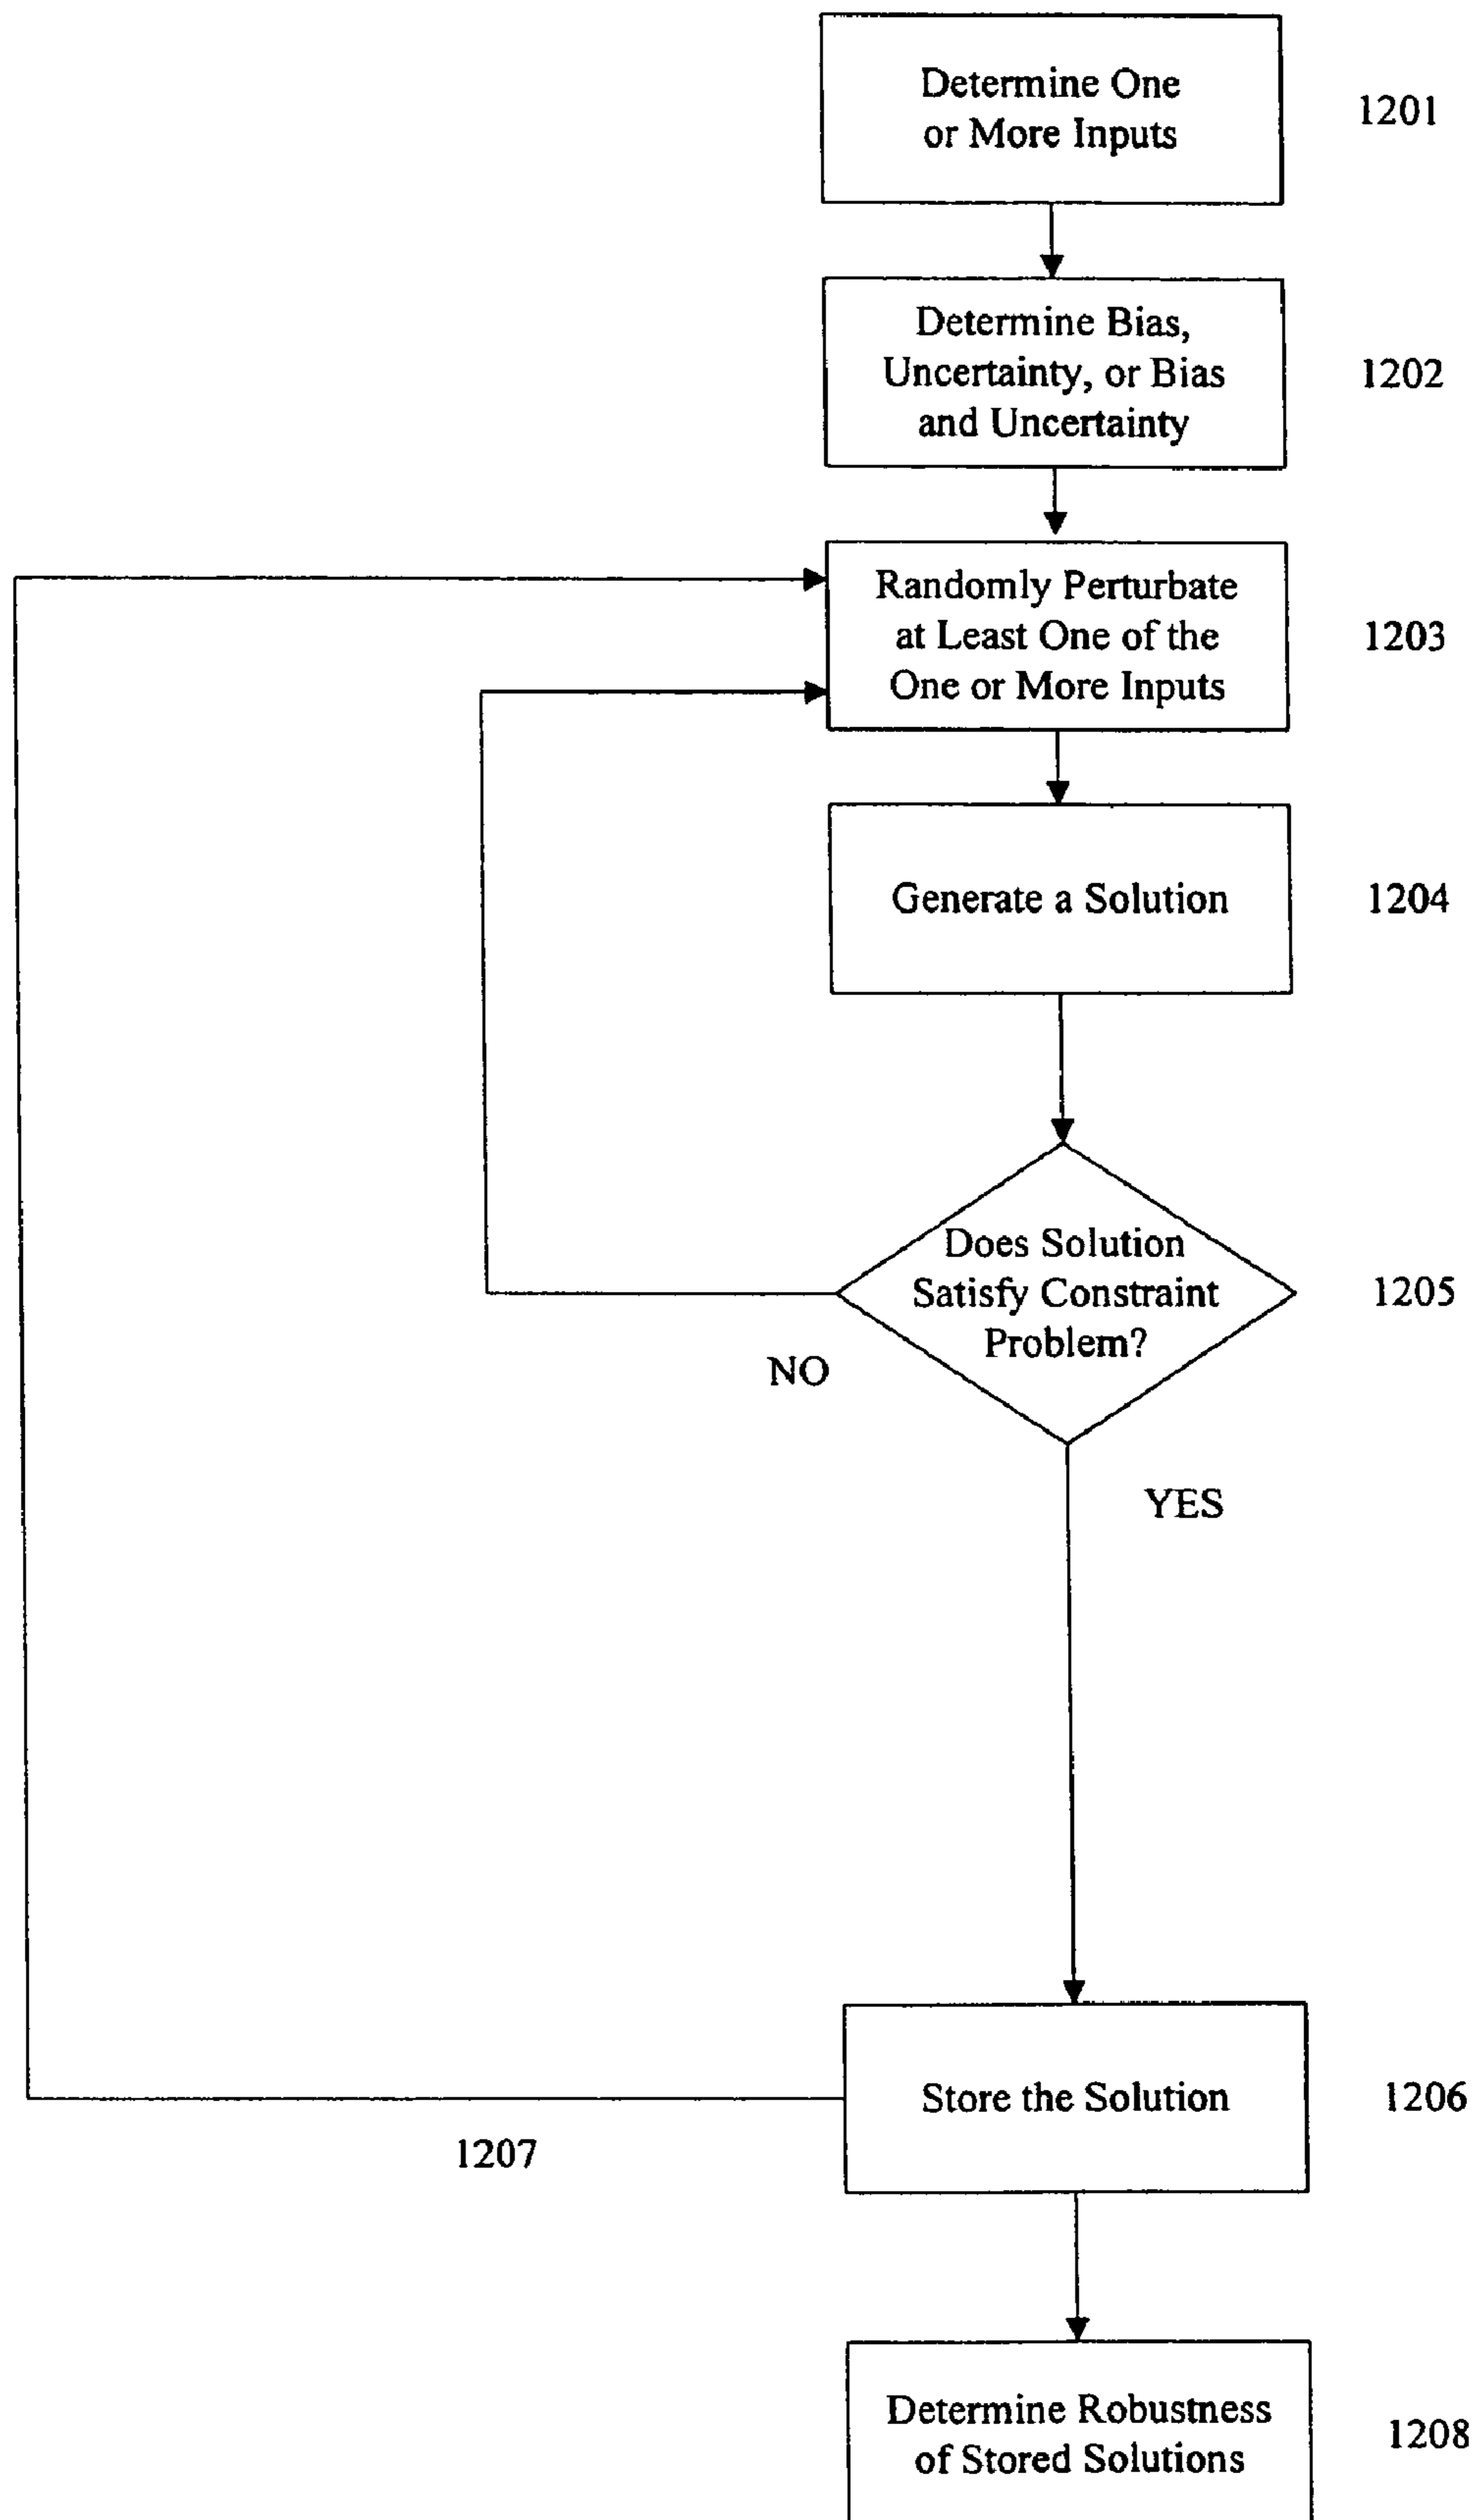 Determine One
or More Inputs
1201
Determine Bias,
Uncertainty, or Bias
and Uncertainty
1202
Randomly Perturbate
at Least One of the
One or More Inputs
1203
Generate a Solution
1204
Does Solution
Satisfy Constraint
Problem?
1205
NO
YES
Store the Solution
1206
1207
Determine Robustness
of Stored Solutions
1208